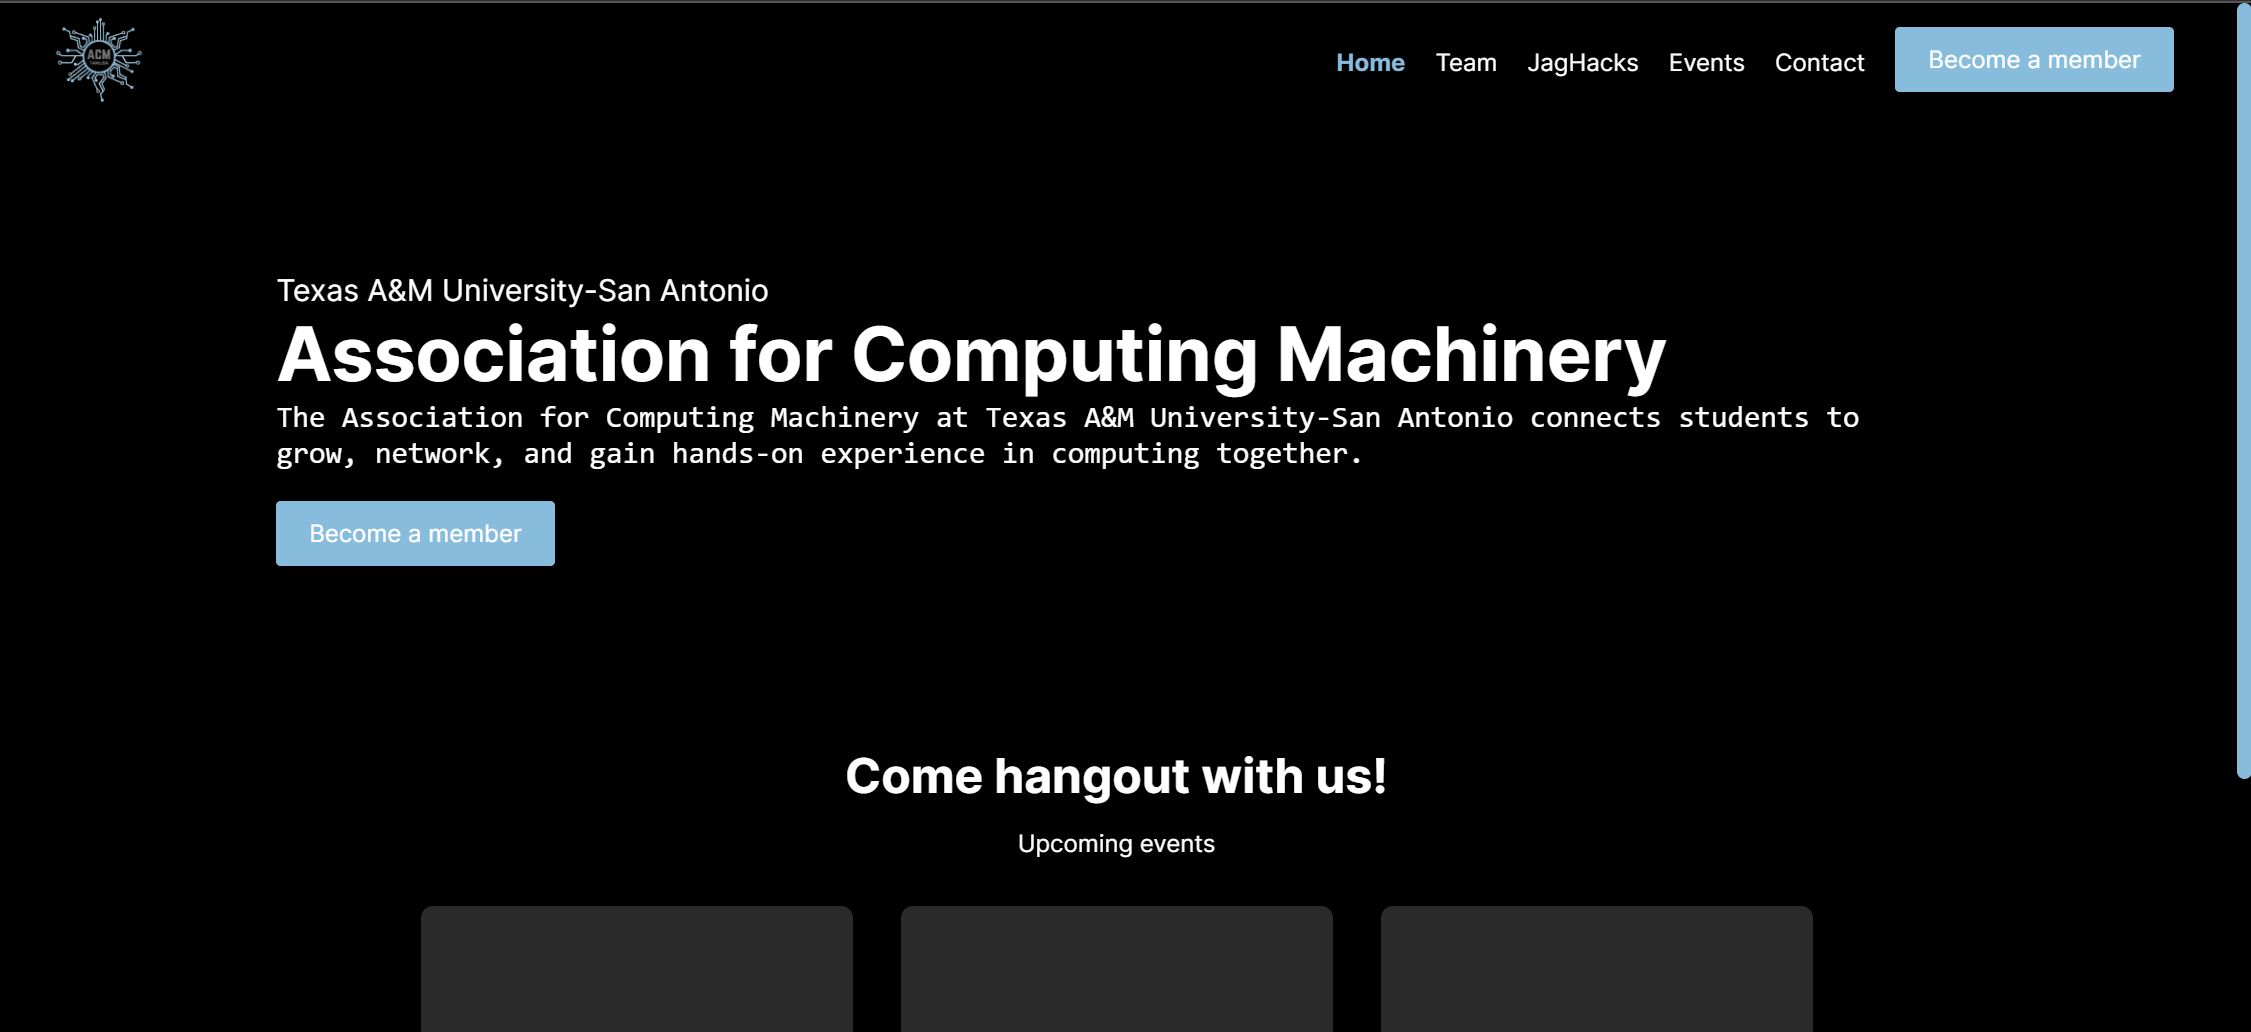 ACM
TAMUSA
Home Team JagHacks Events Contact Become a member
Texas A&M University-San Antonio
Association for Computing Machinery
The Association for Computing Machinery at Texas A&M University-San Antonio connects students to
grow, network, and gain hands-on experience in computing together.
Become a member
Come hangout with us!
Upcoming events